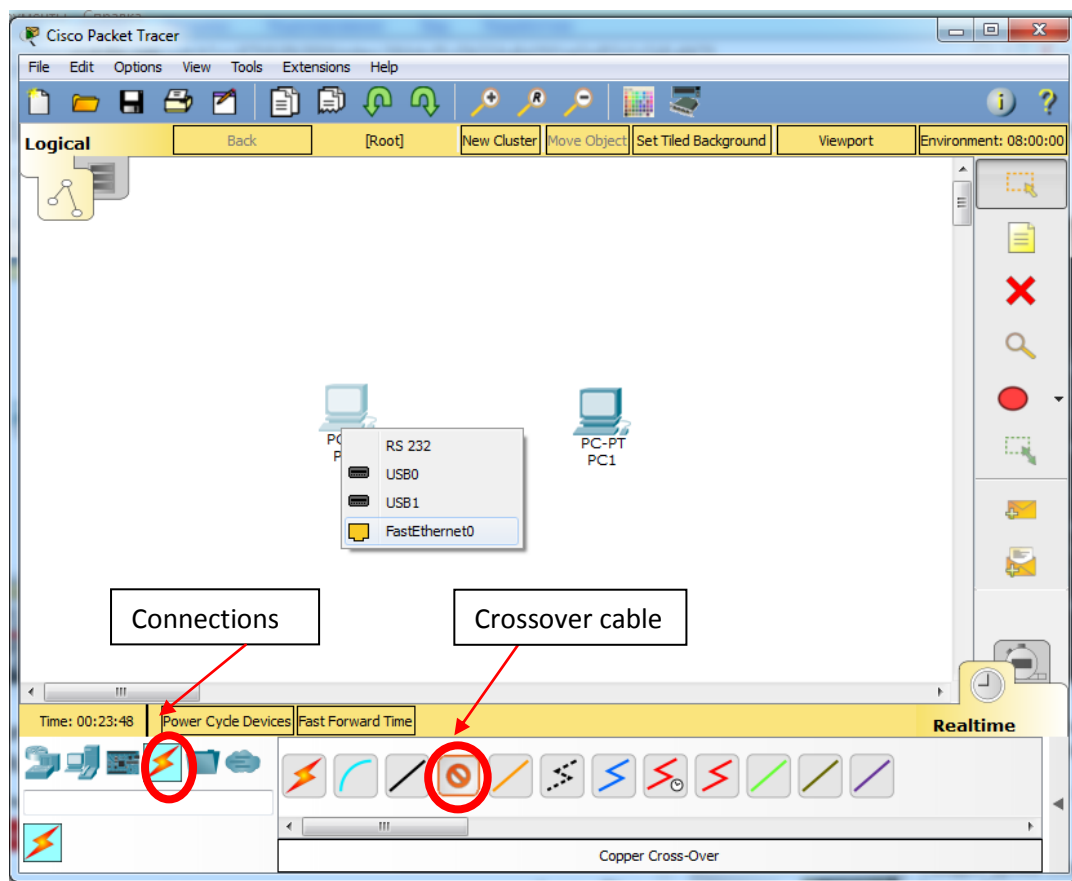 Cisco Packet Tracer
File Edit Options View Tools Extensions Help
Logical Back [Root] New Cluster Move Object Set Tiled Background Viewport Environment: 08:00:00
PC-PT
PC1
RS 232
USB0
USB1
FastEthernet0
Connections
Crossover cable
Time: 00:23:48 Power Cycle Devices Fast Forward Time
Realtime
Copper Cross-Over